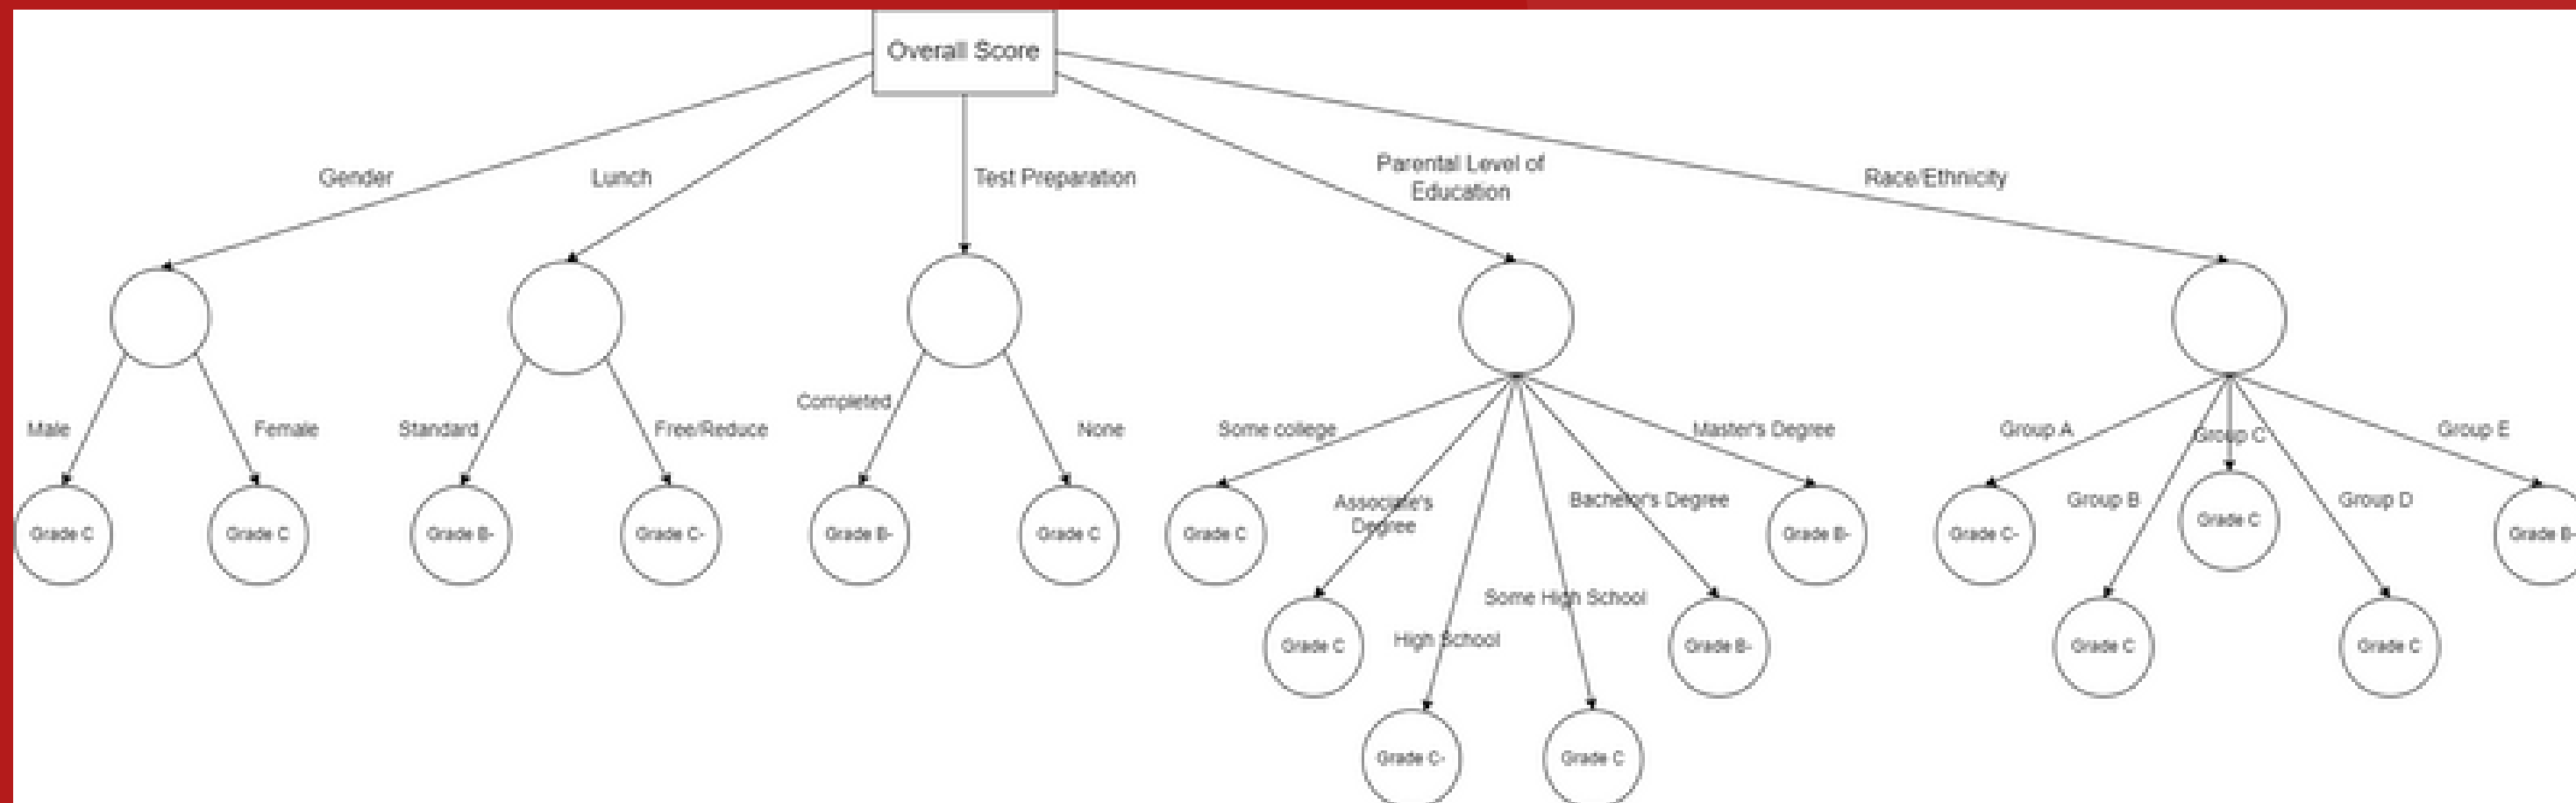 Overall Score
Gender
Lunch
Test Preparation
Parental Level of
Education
Race/Ethnicity
Male
Female
Standard
Free/Reduce
Completed
None
Some college
Associate's
Degree
High School
Some High School
Bachelor's Degree
Master's Degree
Group A
Group B
Group C
Group D
Group E
Grade C
Grade C
Grade B-
Grade C-
Grade B-
Grade C
Grade C
Grade C
Grade C-
Grade C
Grade B-
Grade B-
Grade C-
Grade C
Grade C
Grade C
Grade B-